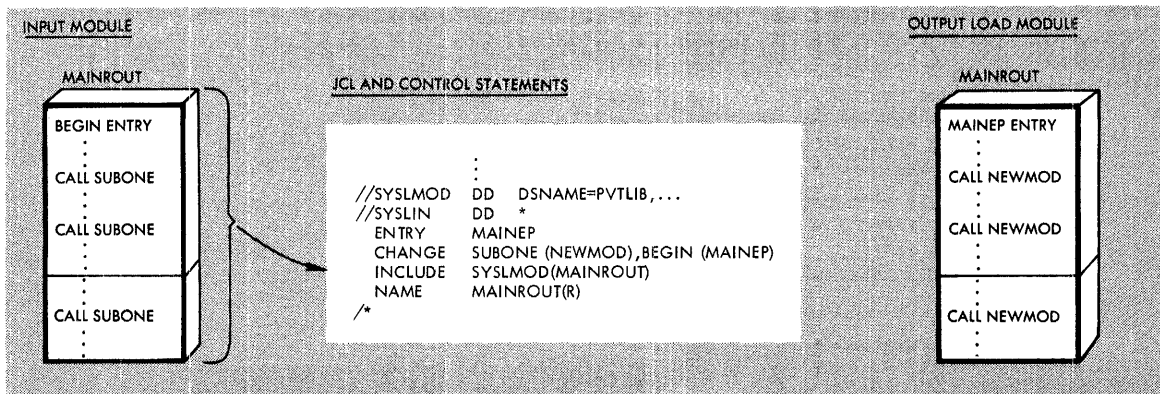 INPUT MODULE
MAINROUT
BEGIN ENTRY
CALL SUBONE
CALL SUBONE
CALL SUBONE
JCL AND CONTROL STATEMENTS
//SYSLMOD DD DSNAME=PVTLIB,...
//SYSLIN DD *
ENTRY MAINEP
CHANGE SUBONE (NEWMOD),BEGIN (MAINEP)
INCLUDE SYSLMOD(MAINROUT)
NAME MAINROUT(R)
/*
OUTPUT LOAD MODULE
MAINROUT
MAINEP ENTRY
CALL NEWMOD
CALL NEWMOD
CALL NEWMOD